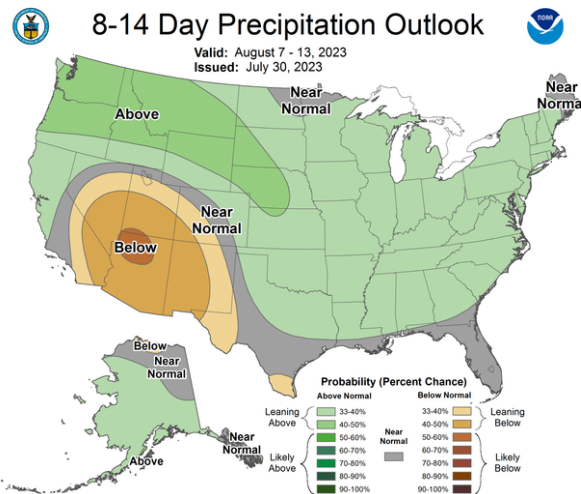 8-14 Day Precipitation Outlook
Valid: August 7 - 13, 2023
Issued: July 30, 2023
NOAA
Near
Normal
Near
Norma
Above
Near
Normal
Below
Below
Near
Normal
Above
Near
Normal
Probability (Percent Chance)
Above Normal
Below Normal
Leaning
Above
33-40%
40-50%
Likely
Above
50-60%
60-70%
70-80%
80-90%
90-100%
Near
Normal
33-40%
40-50%
Leaning
Below
50-60%
60-70%
70-80%
80-90%
90-100%
Likely
Below